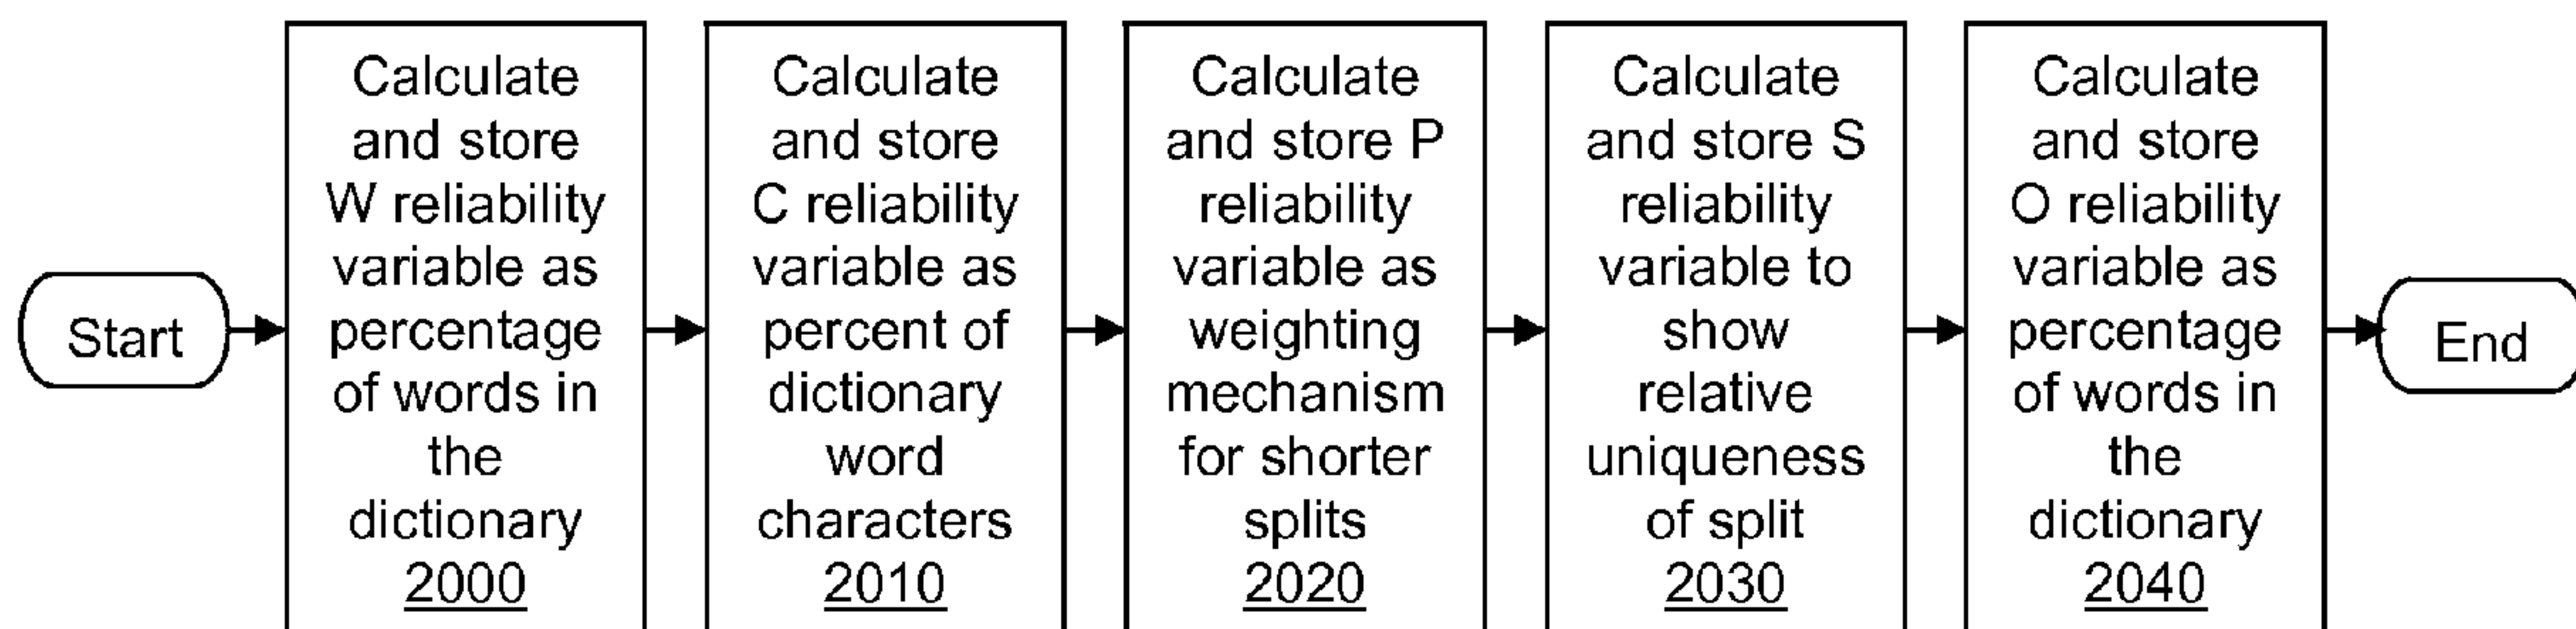 Start
Calculate
and store
W reliability
variable as
percentage
of words in
the
dictionary
2000
Calculate
and store
C reliability
variable as
percent of
dictionary
word
characters
2010
Calculate
and store P
reliability
variable as
weighting
mechanism
for shorter
splits
2020
Calculate
and store S
reliability
variable to
show
relative
uniqueness
of split
2030
Calculate
and store
O reliability
variable as
percentage
of words in
the
dictionary
2040
End